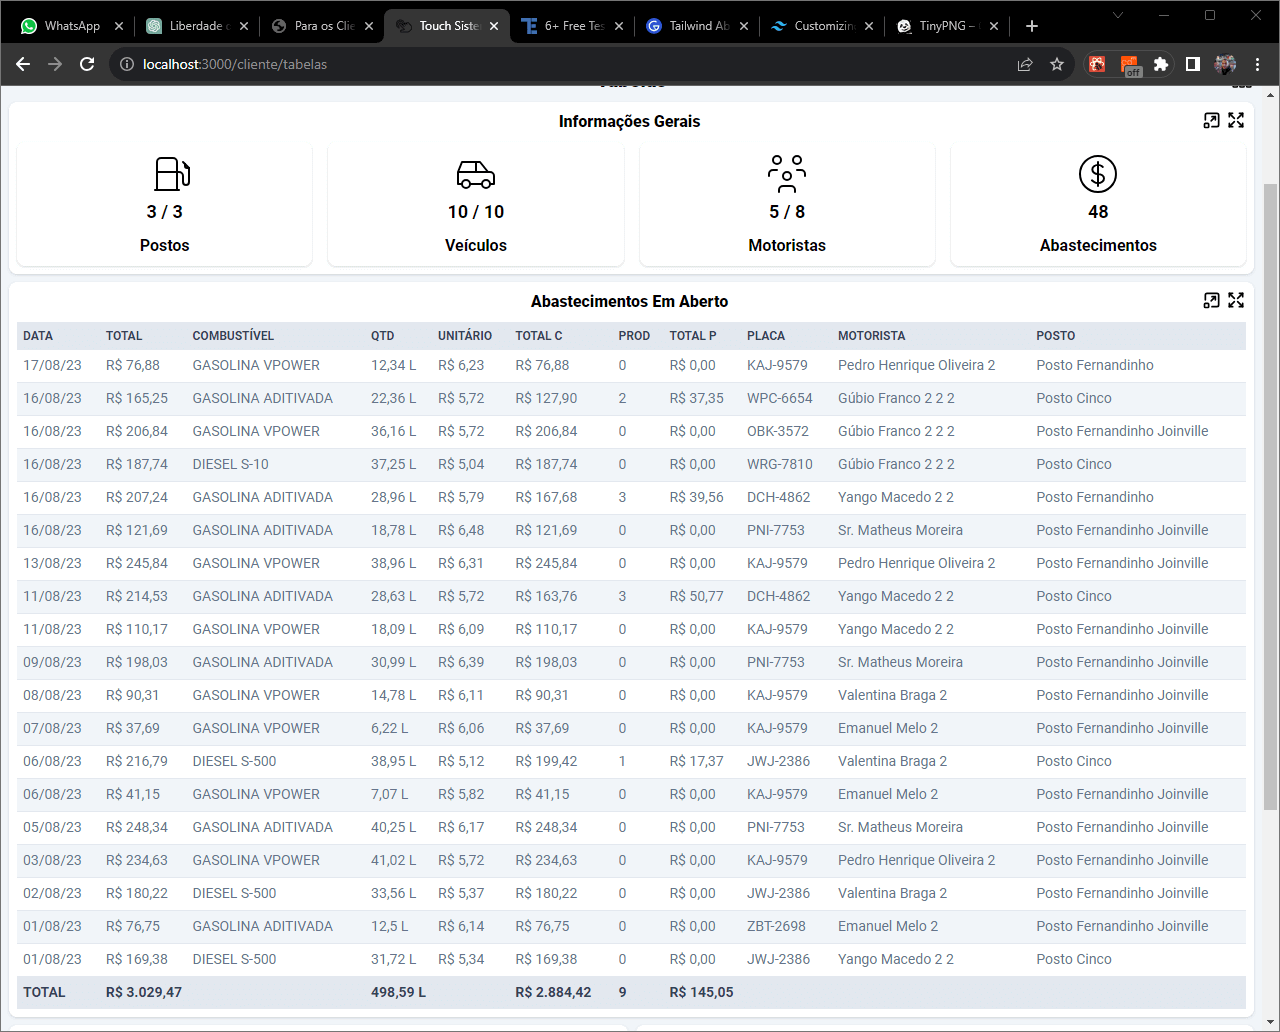 WhatsApp
Liberdade
Para os Clie
Touch Siste
6+ Free Tes
Tailwind Ab
Customizin
TinyPNG –
localhost:3000/cliente/tabelas
off
Informações Gerais
3 / 3
10 / 10
5 / 8
48
Postos
Veículos
Motoristas
Abastecimentos
Abastecimentos Em Aberto
DATA TOTAL COMBUSTÍVEL QTD UNITÁRIO TOTAL C PROD TOTAL P PLACA MOTORISTA POSTO
17/08/23 R$ 76,88 GASOLINA VPOWER 12,34 L R$ 6,23 R$ 76,88 0 R$ 0,00 KAJ-9579 Pedro Henrique Oliveira 2 Posto Fernandinho
16/08/23 R$ 165,25 GASOLINA ADITIVADA 22,36 L R$ 5,72 R$ 127,90 2 R$ 37,35 WPC-6654 Gúbio Franco 2 2 2 Posto Cinco
16/08/23 R$ 206,84 GASOLINA VPOWER 36,16 L R$ 5,72 R$ 206,84 0 R$ 0,00 OBK-3572 Gúbio Franco 2 2 2 Posto Fernandinho Joinville
16/08/23 R$ 187,74 DIESEL S-10 37,25 L R$ 5,04 R$ 187,74 0 R$ 0,00 WRG-7810 Gúbio Franco 2 2 2 Posto Cinco
16/08/23 R$ 207,24 GASOLINA ADITIVADA 28,96 L R$ 5,79 R$ 167,68 3 R$ 39,56 DCH-4862 Yango Macedo 2 2 Posto Fernandinho
16/08/23 R$ 121,69 GASOLINA ADITIVADA 18,78 L R$ 6,48 R$ 121,69 0 R$ 0,00 PNI-7753 Sr. Matheus Moreira Posto Fernandinho Joinville
13/08/23 R$ 245,84 GASOLINA VPOWER 38,96 L R$ 6,31 R$ 245,84 0 R$ 0,00 KAJ-9579 Pedro Henrique Oliveira 2 Posto Fernandinho Joinville
11/08/23 R$ 214,53 GASOLINA ADITIVADA 28,63 L R$ 5,72 R$ 163,76 3 R$ 50,77 DCH-4862 Yango Macedo 2 2 Posto Cinco
11/08/23 R$ 110,17 GASOLINA VPOWER 18,09 L R$ 6,09 R$ 110,17 0 R$ 0,00 KAJ-9579 Yango Macedo 2 2 Posto Fernandinho Joinville
09/08/23 R$ 198,03 GASOLINA ADITIVADA 30,99 L R$ 6,39 R$ 198,03 0 R$ 0,00 PNI-7753 Sr. Matheus Moreira Posto Fernandinho Joinville
08/08/23 R$ 90,31 GASOLINA VPOWER 14,78 L R$ 6,11 R$ 90,31 0 R$ 0,00 KAJ-9579 Valentina Braga 2 Posto Fernandinho Joinville
07/08/23 R$ 37,69 GASOLINA VPOWER 6,22 L R$ 6,06 R$ 37,69 0 R$ 0,00 KAJ-9579 Emanuel Melo 2 Posto Fernandinho Joinville
06/08/23 R$ 216,79 DIESEL S-500 38,95 L R$ 5,12 R$ 199,42 1 R$ 17,37 JWJ-2386 Valentina Braga 2 Posto Cinco
06/08/23 R$ 41,15 GASOLINA VPOWER 7,07 L R$ 5,82 R$ 41,15 0 R$ 0,00 KAJ-9579 Emanuel Melo 2 Posto Fernandinho Joinville
05/08/23 R$ 248,34 GASOLINA ADITIVADA 40,25 L R$ 6,17 R$ 248,34 0 R$ 0,00 PNI-7753 Sr. Matheus Moreira Posto Fernandinho Joinville
03/08/23 R$ 234,63 GASOLINA VPOWER 41,02 L R$ 5,72 R$ 234,63 0 R$ 0,00 KAJ-9579 Pedro Henrique Oliveira 2 Posto Fernandinho Joinville
02/08/23 R$ 180,22 DIESEL S-500 33,56 L R$ 5,37 R$ 180,22 0 R$ 0,00 JWJ-2386 Valentina Braga 2 Posto Fernandinho Joinville
01/08/23 R$ 76,75 GASOLINA ADITIVADA 12,5 L R$ 6,14 R$ 76,75 0 R$ 0,00 ZBT-2698 Emanuel Melo 2 Posto Fernandinho Joinville
01/08/23 R$ 169,38 DIESEL S-500 31,72 L R$ 5,34 R$ 169,38 0 R$ 0,00 JWJ-2386 Yango Macedo 2 2 Posto Cinco
TOTAL R$ 3.029,47 498,59 L R$ 2.884,42 9 R$ 145,05